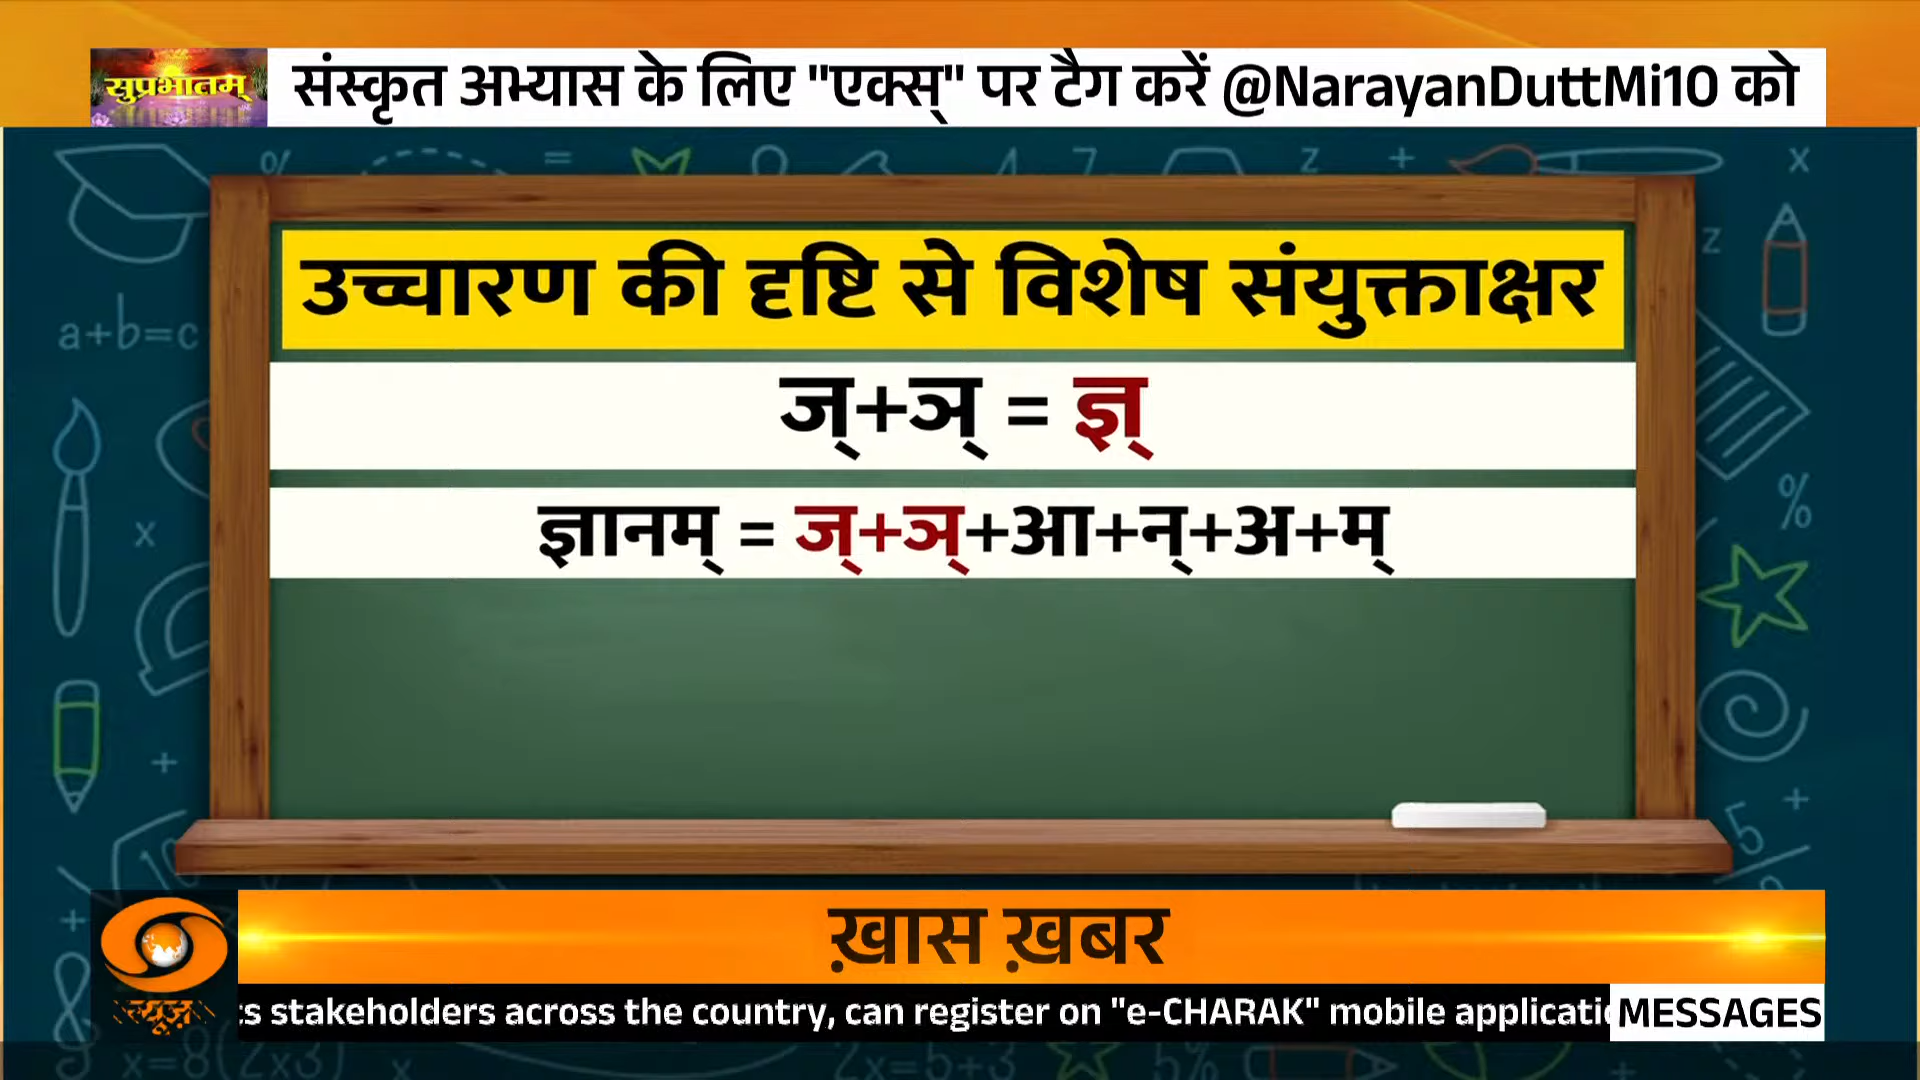 सुप्रभातम्
संस्कृत अभ्यास के लिए "एक्स्" पर टैग करें @NarayanDuttMi10 को
उच्चारण की दृष्टि से विशेष संयुक्ताक्षर
ज्+ञ् = ज्ञ्
ज्ञानम् = ज्+ञ्+आ+न्+अ+म्
ख़ास ख़बर
न्यूज़
stakeholders across the country, can register on "e-CHARAK" mobile
MESSAGES